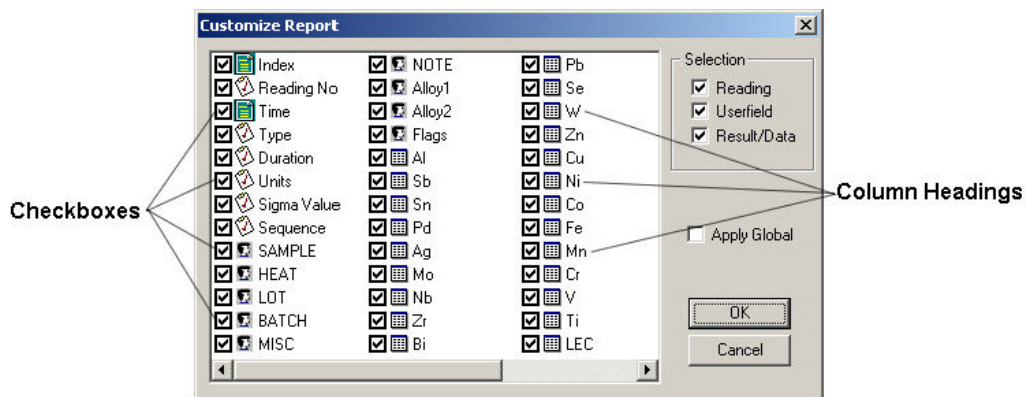 Customize Report
Index
Reading No
Time
Type
Duration
Units
Sigma Value
Sequence
SAMPLE
HEAT
LOT
BATCH
MISC
NOTE
Alloy1
Alloy2
Flags
Al
Sb
Sn
Pd
Ag
Mo
Nb
Zr
Bi
Pb
Se
W
Zn
Cu
Ni
Co
Fe
Mn
Cr
V
Ti
LEC
Selection
Reading
Userfield
Result/Data
Apply Global
OK
Cancel
Checkboxes
Column Headings